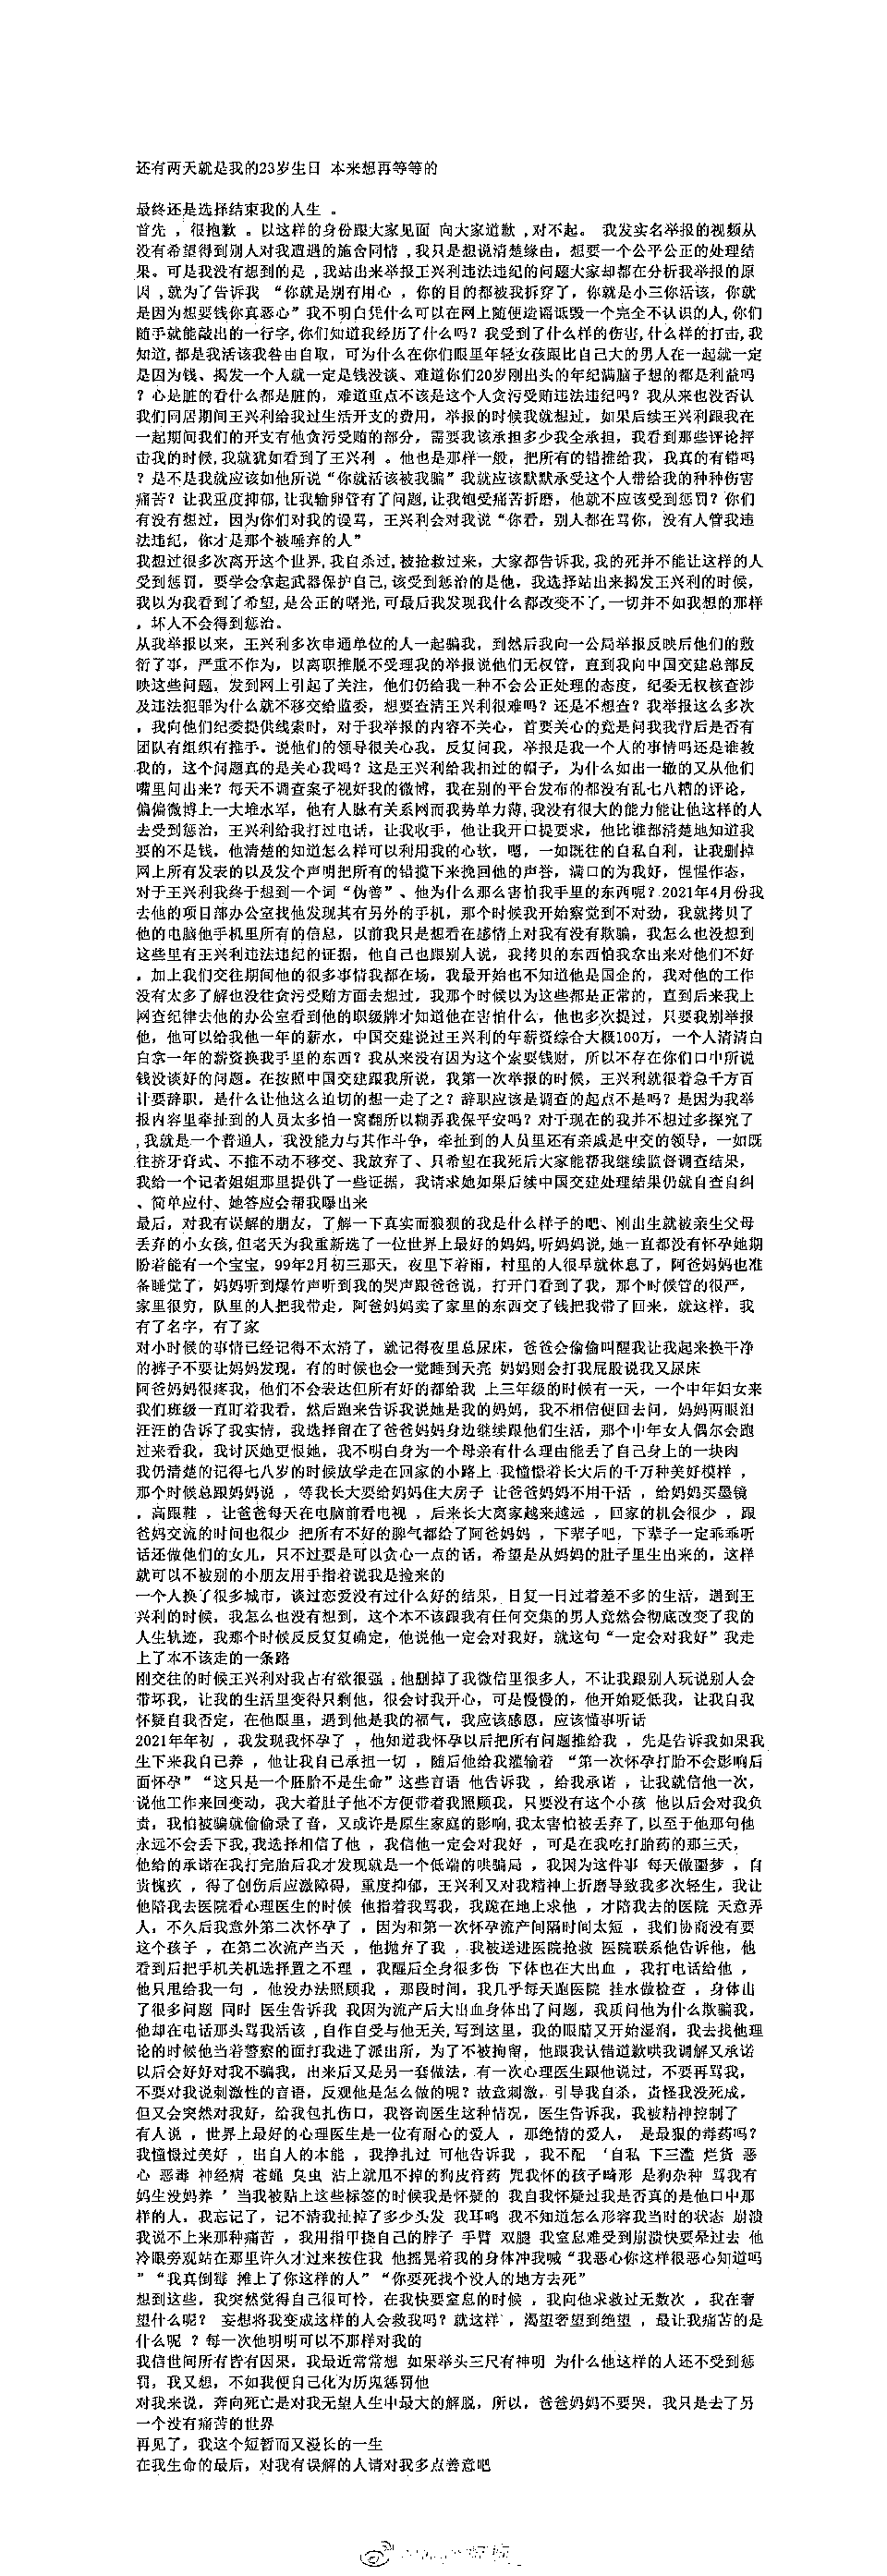 还有两天就是我的23岁生日 本来想再等等的
最终还是选择结束我的人生 。
首先 ，很抱歉 。以这样的身份跟大家见面 向大家道歉 ,对不起。 我发实名举报的视频从
没有希望得到别人对我遭遇的施舍同情 ,我只是想说清楚缘由，想要一个公平公正的处理结
果。可是我没有想到的是 ,我站出来举报王兴利违法违纪的问题大家却都在分析我举报的原
因 ,就为了告诉我 “你就是别有用心 ，你的目的都被我拆穿了，你就是小三你活该，你就
是因为想要钱你真恶心”我不明白凭什么可以在网上随便造谣诋毁一个完全不认识的人,你们
随手就能敲出的一行字,你们知道我经历了什么吗？我受到了什么样的伤害,什么样的打击,我
知道,都是我活该我咎由自取，可为什么在你们眼里年轻女孩跟比自己大的男人在一起就一定
是因为钱、揭发一个人就一定是钱没谈、难道你们20岁刚出头的年纪满脑子想的都是利益吗
？心是脏的看什么都是脏的，难道重点不该是这个人贪污受贿违法违纪吗？我从来也没否认
我们同居期间王兴利给我过生活开支的费用，举报的时候我就想过，如果后续王兴利跟我在
一起期间我们的开支有他贪污受贿的部分，需要我该承担多少我全承担，我看到那些评论抨
击我的时候,我就犹如看到了王兴利 。他也是那样一般，把所有的错推给我，我真的有错吗
？是不是我就应该如他所说“你就活该被我骗”我就应该默默承受这个人带给我的种种伤害
痛苦？让我重度抑郁,让我输卵管有了问题,让我饱受痛苦折磨，他就不应该受到惩罚？你们
有没有想过，因为你们对我的谩骂，王兴利会对我说“你看，别人都在骂你，没有人管我违
法违纪，你才是那个被唾弃的人”
我想过很多次离开这个世界,我自杀过,被抢救过来，大家都告诉我,我的死并不能让这样的人
受到惩罚，要学会拿起武器保护自己,该受到惩治的是他，我选择站出来揭发王兴利的时候，
我以为我看到了希望,是公正的曙光,可最后我发现我什么都改变不了,一切并不如我想的那样
，坏人不会得到惩治。
从我举报以来，王兴利多次串通单位的人一起骗我，到然后我向一公局举报反映后他们的敷
衍了事，严重不作为，以离职推脱不受理我的举报说他们无权管，直到我向中国交建总部反
映这些问题，发到网上引起了关注，他们仍给我一种不会公正处理的态度，纪委无权核查涉
及违法犯罪为什么就不移交给监委，想要查清王兴利很难吗？还是不想查？我举报这么多次
，我向他们纪委提供线索时，对于我举报的内容不关心，首要关心的竟是问我我背后是否有
团队有组织有推手。说他们的领导很关心我，反复问我，举报是我一个人的事情吗还是谁教
我的，这个问题真的是关心我吗？这是王兴利给我扣过的帽子，为什么如出一辙的又从他们
嘴里问出来？每天不调查案子视奸我的微博，我在别的平台发布的都没有乱七八糟的评论，
偏偏微博上一大堆水军，他有人脉有关系网而我势单力薄,我没有很大的能力能让他这样的人
去受到惩治，王兴利给我打过电话，让我收手，他让我开口提要求，他比谁都清楚地知道我
要的不是钱，他清楚的知道怎么样可以利用我的心软，嗯，一如既往的自私自利，让我删掉
网上所有发表的以及发个声明把所有的错揽下来挽回他的声誉，满口的为我好，惺惺作态，
对于王兴利我终于想到一个词“伪善”、他为什么那么害怕我手里的东西呢？2021年4月份我
去他的项目部办公室找他发现其有另外的手机，那个时候我开始察觉到不对劲，我就拷贝了
他的电脑他手机里所有的信息，以前我只是想看在感情上对我有没有欺骗，我怎么也没想到
这些里有王兴利违法违纪的证据，他自己也跟别人说，我拷贝的东西怕我拿出来对他们不好
，加上我们交往期间他的很多事情我都在场，我最开始也不知道他是国企的，我对他的工作
没有太多了解也没往贪污受贿方面去想过，我那个时候以为这些都是正常的，直到后来我上
网查纪律去他的办公室看到他的职级牌才知道他在害怕什么，他也多次提过，只要我别举报
他，他可以给我他一年的薪水，中国交建说过王兴利的年薪资综合大概100万，一个人清清白白
白拿一年的薪资换我手里的东西？我从来没有因为这个索要钱财，所以不存在你们口中所说
钱没谈好的问题。在按照中国交建跟我所说，我第一次举报的时候，王兴利就很着急千方百
计要辞职，是什么让他这么迫切的想一走了之？辞职应该是调查的起点不是吗？是因为我举
报内容里牵扯到的人员太多怕一窝翻所以糊弄我保平安吗？对于现在的我并不想过多探究了
,我就是一个普通人，我没能力与其作斗争，牵扯到的人员里还有亲戚是中交的领导，一如既
往挤牙膏式、不推不动不移交、我放弃了、只希望在我死后大家能帮我继续监督调查结果，
我给一个记者姐姐那里提供了一些证据，我请求她如果后续中国交建处理结果仍就自查自纠
、简单应付、她答应会帮我曝出来
最后，对我有误解的朋友，了解一下真实而狼狈的我是什么样子的吧、刚出生就被亲生父母
丢弃的小女孩,但老天为我重新选了一位世界上最好的妈妈,听妈妈说,她一直都没有怀孕她期
盼着能有一个宝宝，99年2月初三那天，夜里下着雨，村里的人很早就休息了，阿爸妈妈也准
备睡觉了，妈妈听到爆竹声听到我的哭声跟爸爸说，打开门看到了我，那个时候管的很严，
家里很穷，队里的人把我带走，阿爸妈妈卖了家里的东西交了钱把我带了回来，就这样，我
有了名字，有了家
对小时候的事情已经记得不太清了，就记得夜里总尿床，爸爸会偷偷叫醒我让我起来换干净
的裤子不要让妈妈发现，有的时候也会一觉睡到天亮 妈妈则会打我屁股说我又尿床
阿爸妈妈很疼我，他们不会表达但所有好的都给我 上三年级的时候有一天，一个中年妇女来
我们班级一直盯着我看，然后跑来告诉我说她是我的妈妈，我不相信便回去问，妈妈两眼泪
汪汪的告诉了我实情，我选择留在了爸爸妈妈身边继续跟他们生活，那个中年女人偶尔会跑
过来看我，我讨厌她更恨她，我不明白身为一个母亲有什么理由能丢了自己身上的一块肉
我仍清楚的记得七八岁的时候放学走在回家的小路上 我憧憬着长大后的千万种美好模样 ，
那个时候总跟妈妈说 ，等我长大要给妈妈住大房子 让爸爸妈妈不用干活 ，给妈妈买墨镜
，高跟鞋 ，让爸爸每天在电脑前看电视 ，后来长大离家越来越远 ，回家的机会很少 ，跟
爸妈交流的时间也很少 把所有不好的脾气都给了阿爸妈妈 ，下辈子吧，下辈子一定乖乖听
话还做他们的女儿，只不过要是可以贪心一点的话，希望是从妈妈的肚子里生出来的，这样
就可以不被别的小朋友用手指着说我是捡来的
一个人换了很多城市，谈过恋爱没有过什么好的结果，日复一日过着差不多的生活，遇到王
兴利的时候，我怎么也没有想到，这个本不该跟我有任何交集的男人竟然会彻底改变了我的
人生轨迹，我那个时候反反复复确定，他说他一定会对我好，就这句“一定会对我好”我走
上了本不该走的一条路
刚交往的时候王兴利对我占有欲很强 ，他删掉了我微信里很多人，不让我跟别人玩说别人会
带坏我，让我的生活里变得只剩他，很会讨我开心，可是慢慢的，他开始贬低我，让我自我
怀疑自我否定，在他眼里，遇到他是我的福气，我应该感恩，应该懂事听话
2021年年初 ，我发现我怀孕了 ，他知道我怀孕以后把所有问题推给我 ，先是告诉我如果我
生下来我自己养 ，他让我自己承担一切 ，随后他给我灌输着 “第一次怀孕打胎不会影响后
面怀孕”“这只是一个胚胎不是生命”这些言语 他告诉我 ，给我承诺 ，让我就信他一次，
说他工作来回变动，我大着肚子他不方便带着我照顾我，只要没有这个小孩 他以后会对我负
责，我怕被骗就偷偷录了音，又或许是原生家庭的影响,我太害怕被丢弃了,以至于他那句他
永远不会丢下我,我选择相信了他 ，我信他一定会对我好 ，可是在我吃打胎药的那三天，
他给的承诺在我打完胎后我才发现就是一个低端的哄骗局 ，我因为这件事 每天做噩梦 ，自
责愧疚 ，得了创伤后应激障碍，重度抑郁，王兴利又对我精神上折磨导致我多次轻生，我让
他陪我去医院看心理医生的时候 他指着我骂我，我跪在地上求他 ，才陪我去的医院 天意弄
人，不久后我意外第二次怀孕了 ，因为和第一次怀孕流产间隔时间太短 ，我们协商没有要
这个孩子 ，在第二次流产当天 ，他抛弃了我 ，我被送进医院抢救 医院联系他告诉他，他
看到后把手机关机选择置之不理 ，我醒后全身很多伤 下体也在大出血 ，我打电话给他 ，
他只甩给我一句 ，他没办法照顾我 ，那段时间，我几乎每天跑医院 挂水做检查 ，身体出
了很多问题 同时 医生告诉我 我因为流产后大出血身体出了问题，我质问他为什么欺骗我，
他却在电话那头骂我活该 ,自作自受与他无关,写到这里，我的眼睛又开始湿润，我去找他理
论的时候他当着警察的面打我进了派出所，为了不被拘留，他跟我认错道歉哄我调解又承诺
以后会好好对我不骗我，出来后又是另一套做法，有一次心理医生跟他说过，不要再骂我，
不要对我说刺激性的言语，反观他是怎么做的呢？故意刺激，引导我自杀，责怪我没死成，
但又会突然对我好，给我包扎伤口，我咨询医生这种情况，医生告诉我，我被精神控制了
有人说 ，世界上最好的心理医生是一位有耐心的爱人 ，那绝情的爱人， 是最狠的毒药吗？
我憧憬过美好 ，出自人的本能 ，我挣扎过 可他告诉我 ，我不配 ‘自私 下三滥 烂货 恶
心 恶毒 神经病 苍蝇 臭虫 沾上就甩不掉的狗皮膏药 咒我怀的孩子畸形 是狗杂种 骂我有
妈生没妈养 ’ 当我被贴上这些标签的时候我是怀疑的 我自我怀疑过我是否真的是他口中那
样的人，我忘记了，记不清我扯掉了多少头发 我耳鸣 我不知道怎么形容我当时的状态 崩溃
我说不上来那种痛苦 ，我用指甲挠自己的脖子 手臂 双腿 我窒息难受到崩溃快要晕过去 他
冷眼旁观站在那里许久才过来按住我 他摇晃着我的身体冲我喊“我恶心你这样很恶心知道吗
”“我真倒霉 摊上了你这样的人”“你要死找个没人的地方去死”
想到这些，我突然觉得自己很可怜，在我快要窒息的时候 ，我向他求救过无数次 ，我在奢
望什么呢？ 妄想将我变成这样的人会救我吗？就这样 ，渴望奢望到绝望 ，最让我痛苦的是
什么呢 ？每一次他明明可以不那样对我的
我信世间所有皆有因果，我最近常常想 如果举头三尺有神明 为什么他这样的人还不受到惩
罚，我又想，不如我便自己化为历鬼惩罚他
对我来说，奔向死亡是对我无望人生中最大的解脱，所以，爸爸妈妈不要哭，我只是去了另
一个没有痛苦的世界
再见了，我这个短暂而又漫长的一生
在我生命的最后，对我有误解的人请对我多点善意吧